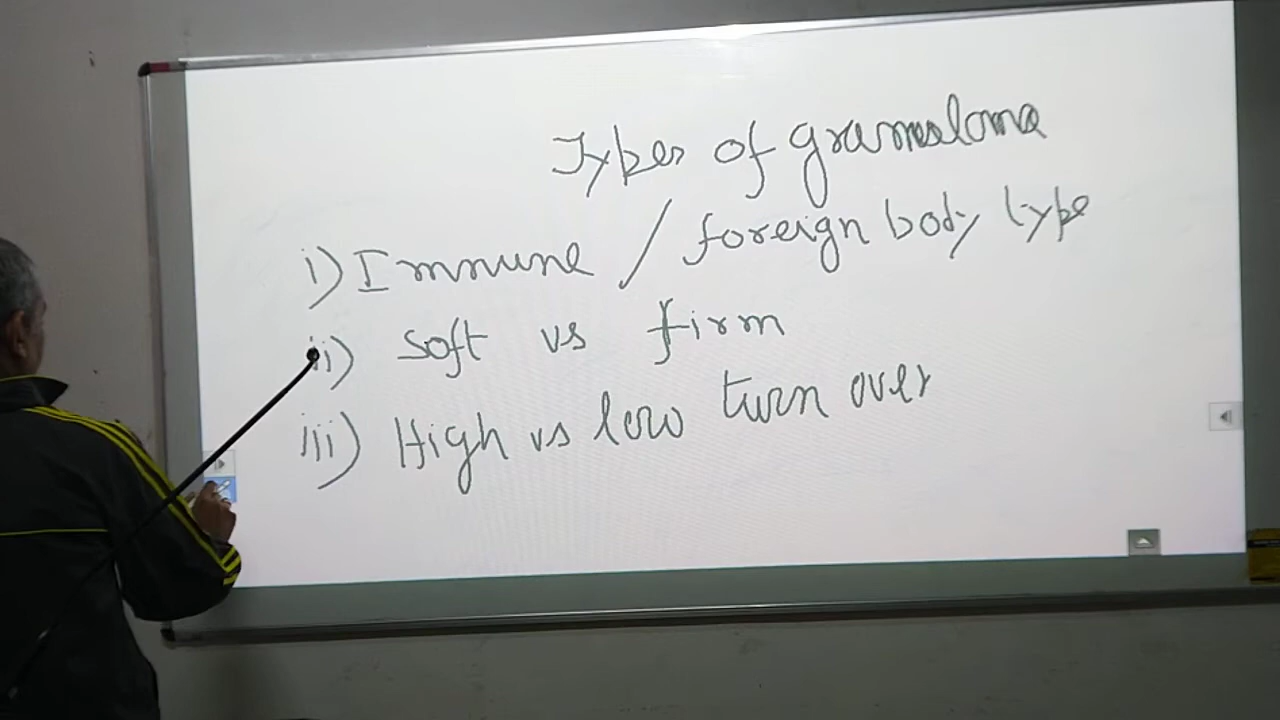 Types of granuloma
i) Immune / foreign body type
ii) Soft vs firm
iii) High vs low turn over